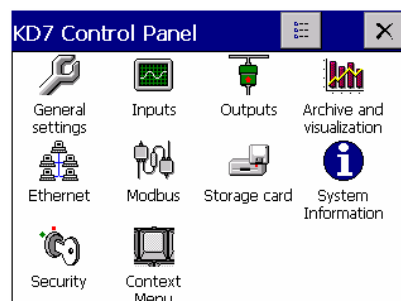 KD7 Control Panel
General
settings
Inputs
Outputs
Archive and
visualization
Ethernet
Modbus
Storage card
System
Information
Security
Context
Menu